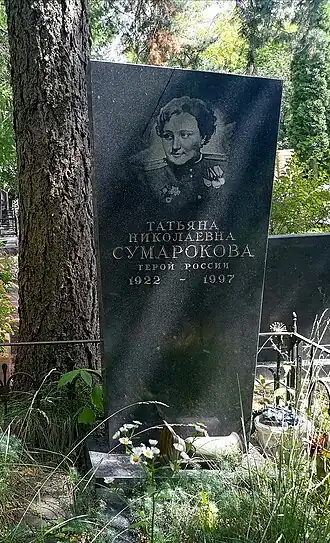 ТАТЬЯНА
НИКОЛАЕВНА
СУМАРОКОВА
ГЕРОЙ РОССИИ
1922 – 1997